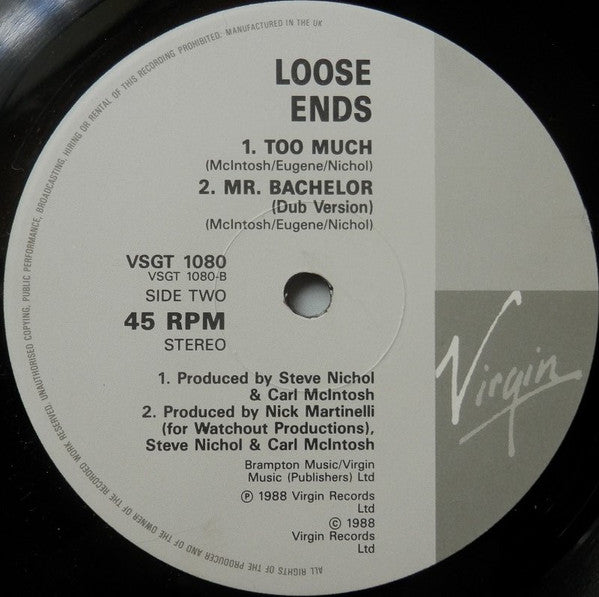 ALL RIGHTS OF THE PRODUCER AND OF THE OWNER OF THE RECORDED WORK RESERVED. UNAUTHORISED COPYING, PUBLIC PERFORMANCE, BROADCASTING, HIRING OR RENTAL OF THIS RECORDING PROHIBITED. MANUFACTURED IN THE UK
LOOSE
ENDS
1. TOO MUCH
(McIntosh/Eugene/Nichol)
2. MR. BACHELOR
(Dub Version)
(McIntosh/Eugene/Nichol)
VSGT 1080
VSGT 1080-B
SIDE TWO
45 RPM
STEREO
Virgin
1. Produced by Steve Nichol
& Carl McIntosh
2. Produced by Nick Martinelli
(for Watchout Productions),
Steve Nichol & Carl McIntosh
Brampton Music/Virgin
Music (Publishers) Ltd
℗ 1988 Virgin Records
Ltd
© 1988
Virgin Records
Ltd